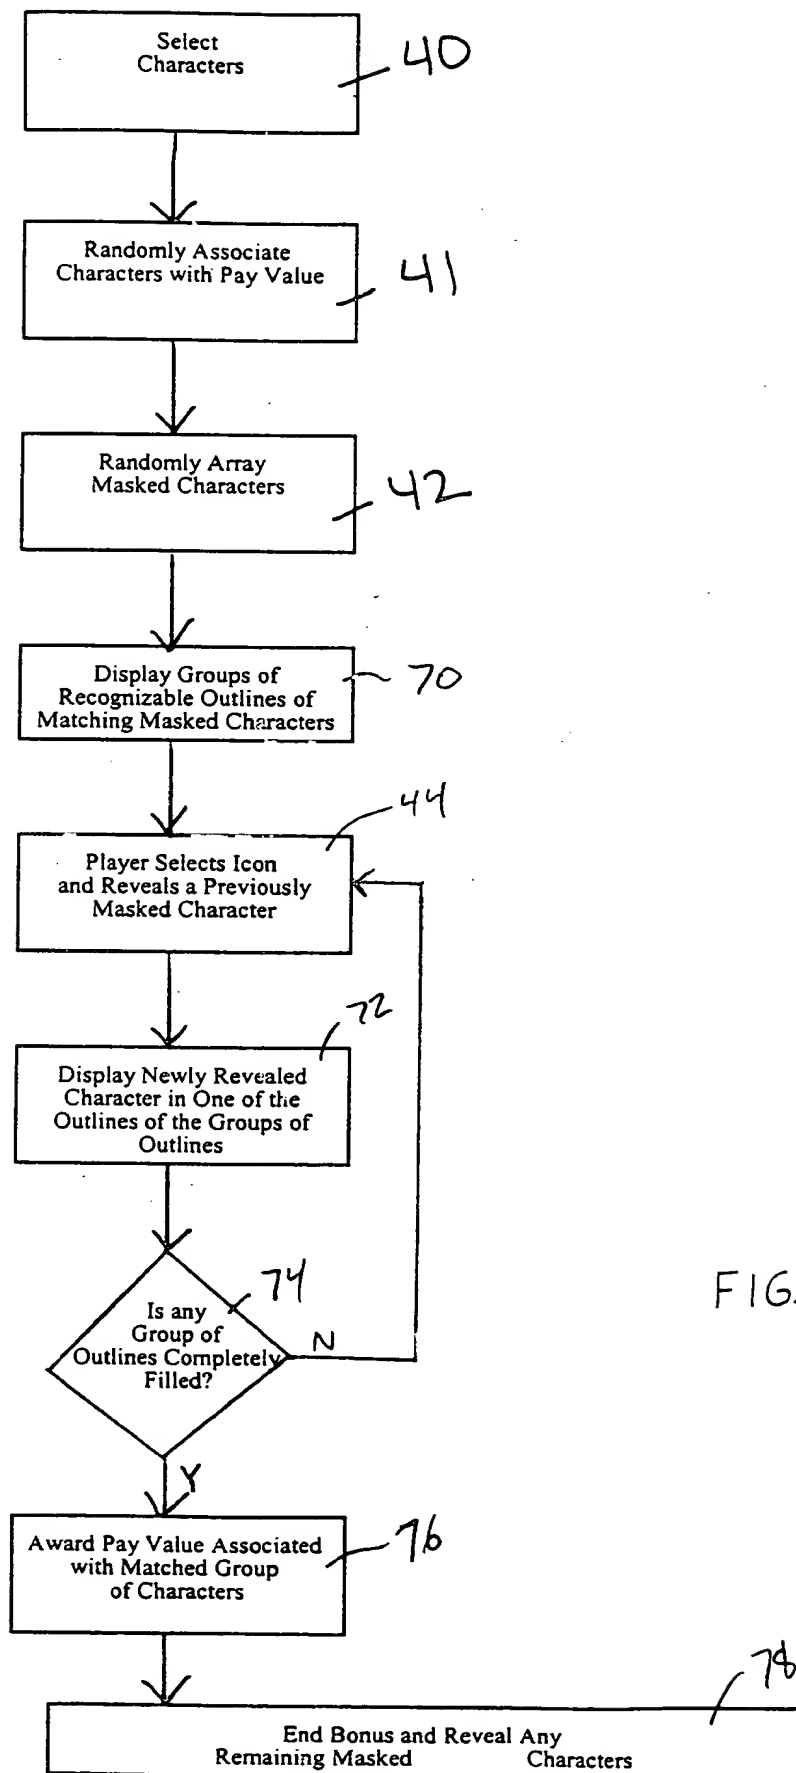 Select
Characters
40
Randomly Associate
Characters with Pay Value
41
Randomly Array
Masked Characters
42
Display Groups of
Recognizable Outlines of
Matching Masked Characters
70
44
Player Selects Icon
and Reveals a Previously
Masked Character
72
Display Newly Revealed
Character in One of the
Outlines of the Groups of
Outlines
74
Is any
Group of
Outlines Completely
Filled?
N
FIG.
Y
Award Pay Value Associated
with Matched Group
of Characters
76
78
End Bonus and Reveal Any
Remaining Masked Characters